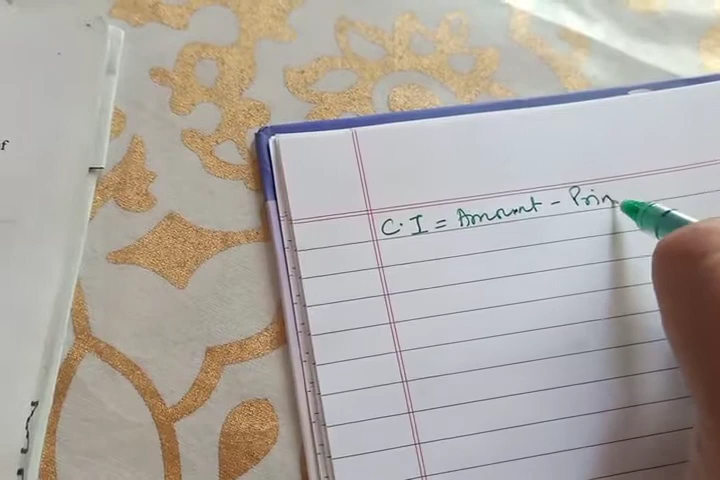 f
C.I = Amount - Prin